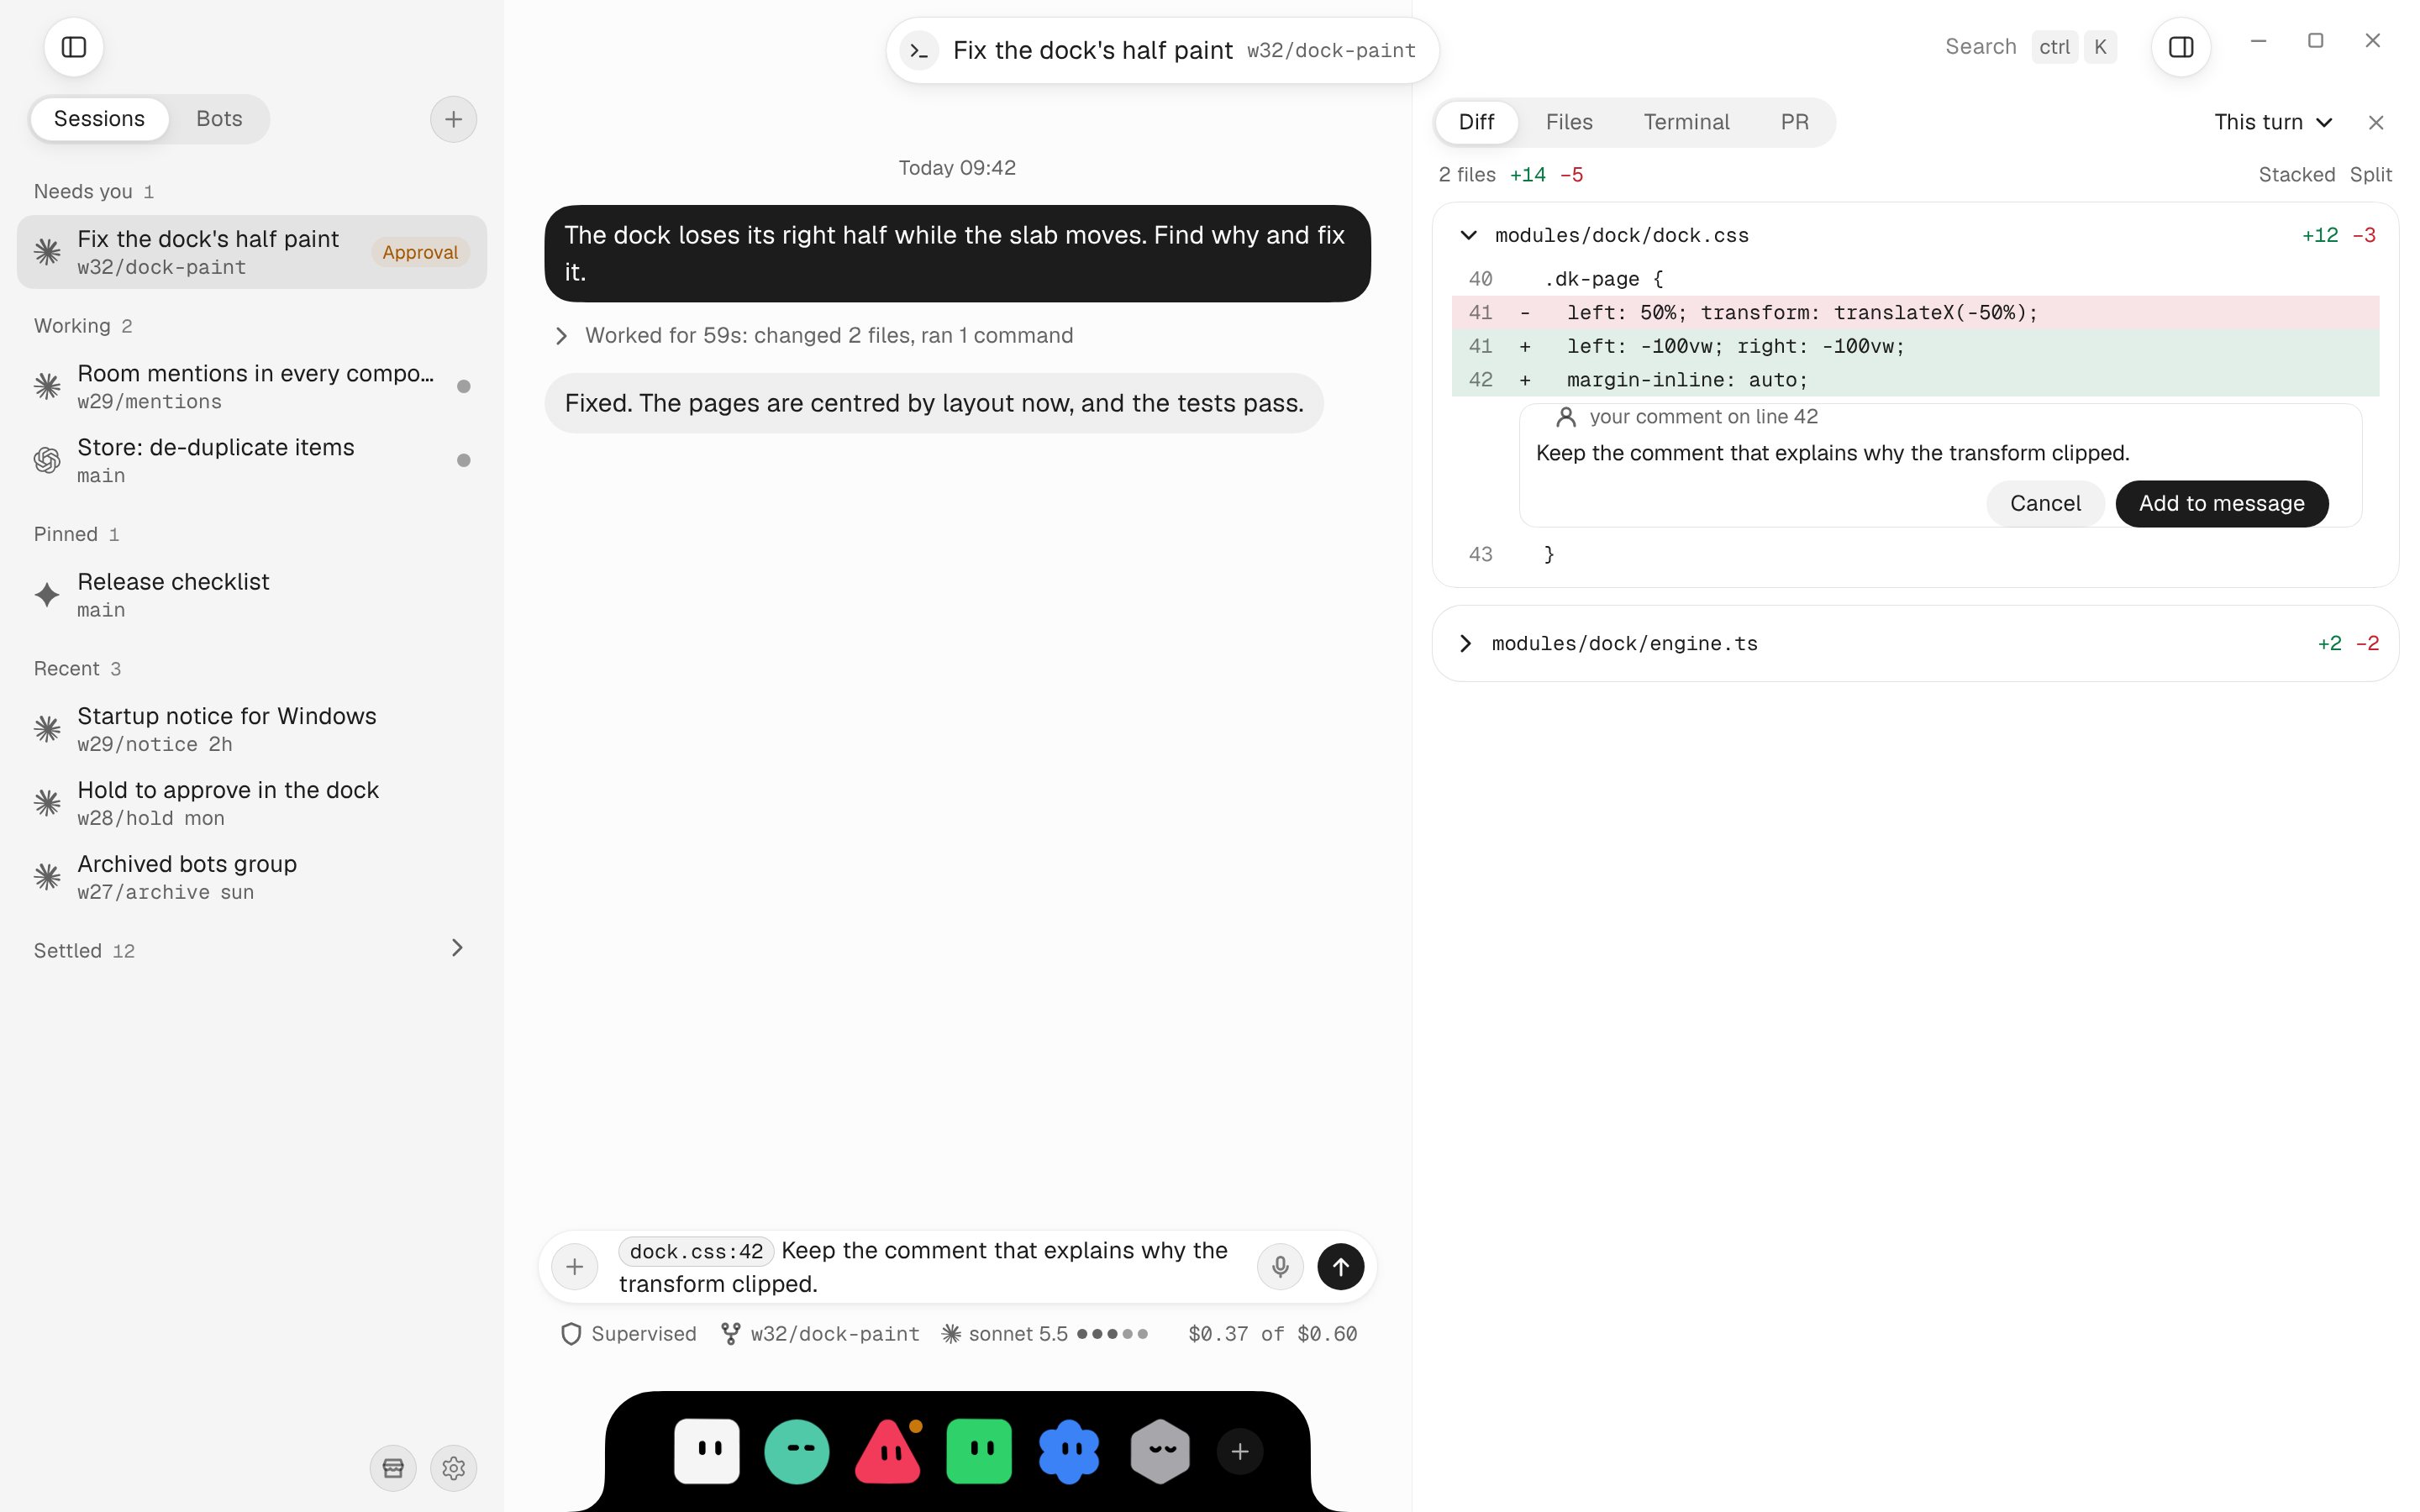 Fix the dock's half paint w32/dock-paint
Search ctrl K
Sessions Bots
Needs you 1
Fix the dock's half paint
w32/dock-paint
Approval
Working 2
Room mentions in every compo…
w29/mentions
Store: de-duplicate items
main
Pinned 1
Release checklist
main
Recent 3
Startup notice for Windows
w29/notice 2h
Hold to approve in the dock
w28/hold mon
Archived bots group
w27/archive sun
Settled 12
Today 09:42
The dock loses its right half while the slab moves. Find why and fix
it.
Worked for 59s: changed 2 files, ran 1 command
Fixed. The pages are centred by layout now, and the tests pass.
dock.css:42 Keep the comment that explains why the
transform clipped.
Supervised w32/dock-paint sonnet 5.5 $0.37 of $0.60
Diff Files Terminal PR
This turn
2 files +14 −5
Stacked Split
modules/dock/dock.css +12 −3
40 .dk-page {
41 - left: 50%; transform: translateX(-50%);
41 + left: -100vw; right: -100vw;
42 + margin-inline: auto;
your comment on line 42
Keep the comment that explains why the transform clipped.
Cancel Add to message
43 }
modules/dock/engine.ts +2 −2